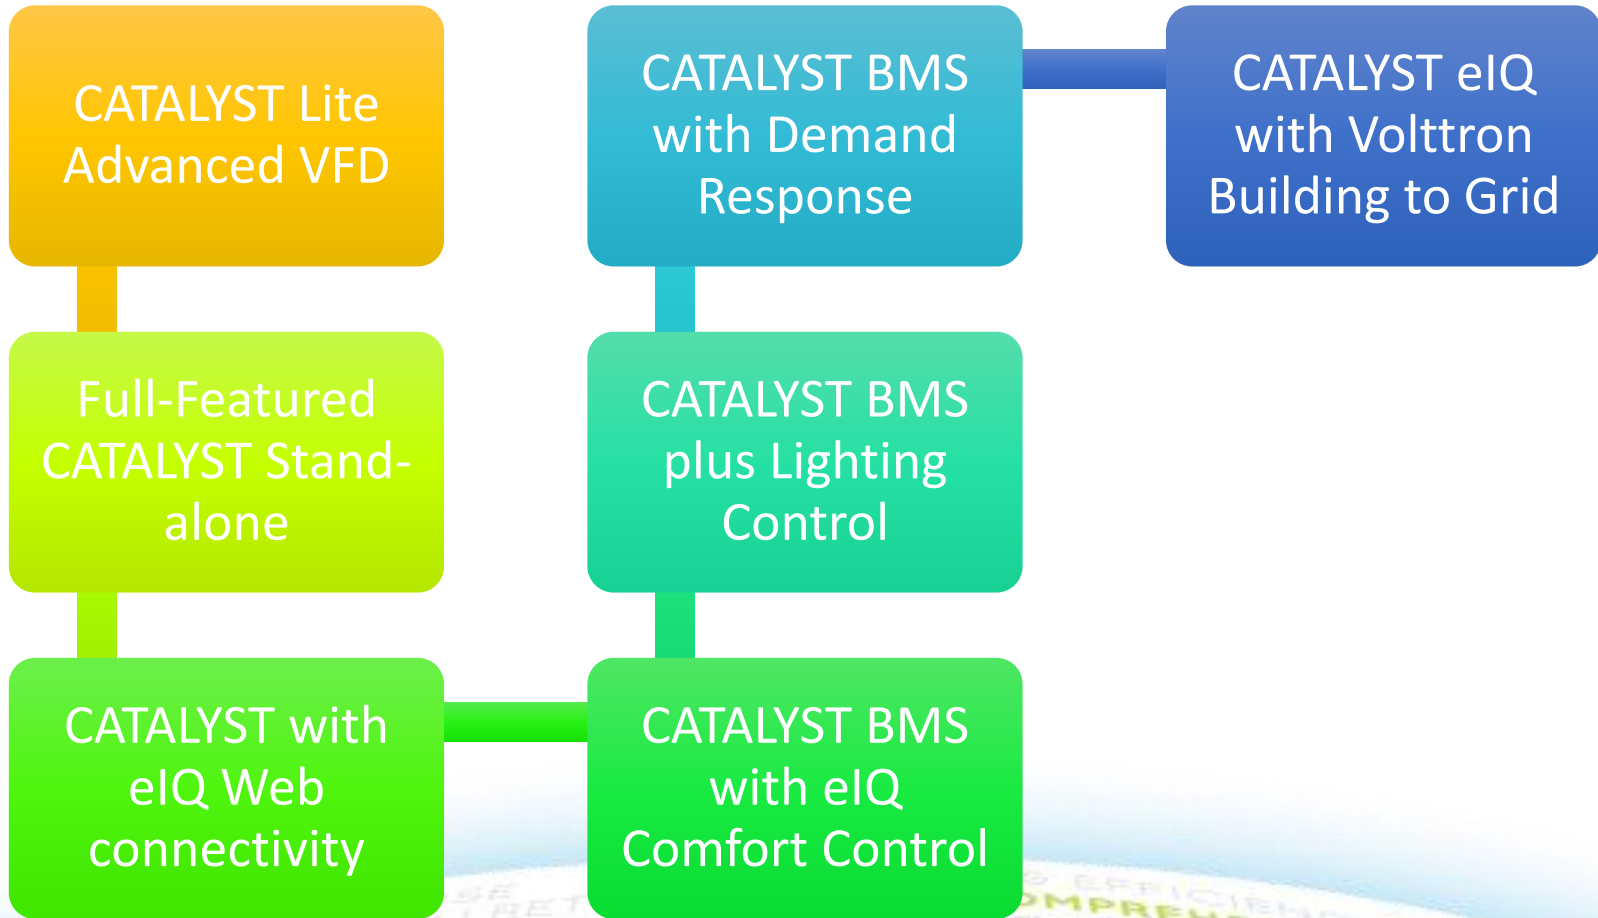 CATALYST Lite
Advanced VFD
Full-Featured
CATALYST Stand-
alone
CATALYST with
eIQ Web
connectivity
CATALYST BMS
with eIQ
Comfort Control
CATALYST BMS
plus Lighting
Control
CATALYST BMS
with Demand
Response
CATALYST eIQ
with Volttron
Building to Grid